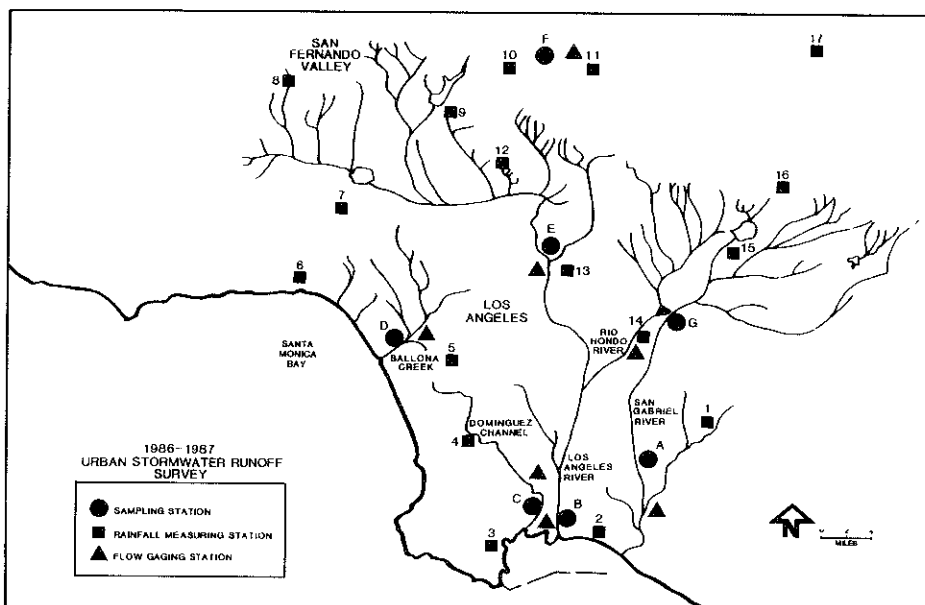 SAN
FERNANDO
VALLEY
F
17
10
11
8
9
12
16
7
E
15
6
13
LOS
ANGELES
D
14
G
RIO
HONDO
RIVER
SANTA
MONICA
BAY
BALLONA
CREEK
5
SAN
GABRIEL
RIVER
1
DOMINGUEZ
CHANNEL
4
A
LOS
ANGELES
RIVER
C
B
2
3
N
MILES
1986-1987
URBAN STORMWATER RUNOFF
SURVEY
SAMPLING STATION
RAINFALL MEASURING STATION
FLOW GAGING STATION